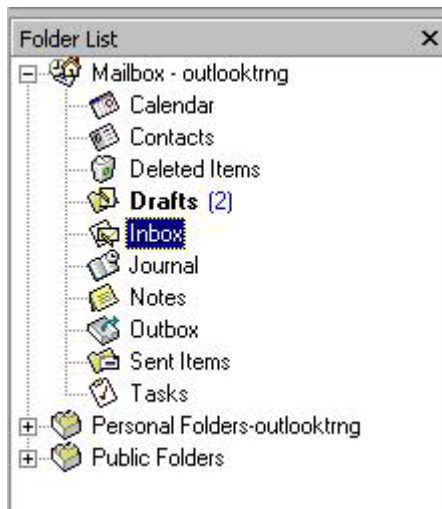 Folder List
Mailbox - outlooktrng
Calendar
Contacts
Deleted Items
Drafts (2)
Inbox
Journal
Notes
Outbox
Sent Items
Tasks
Personal Folders-outlooktrng
Public Folders